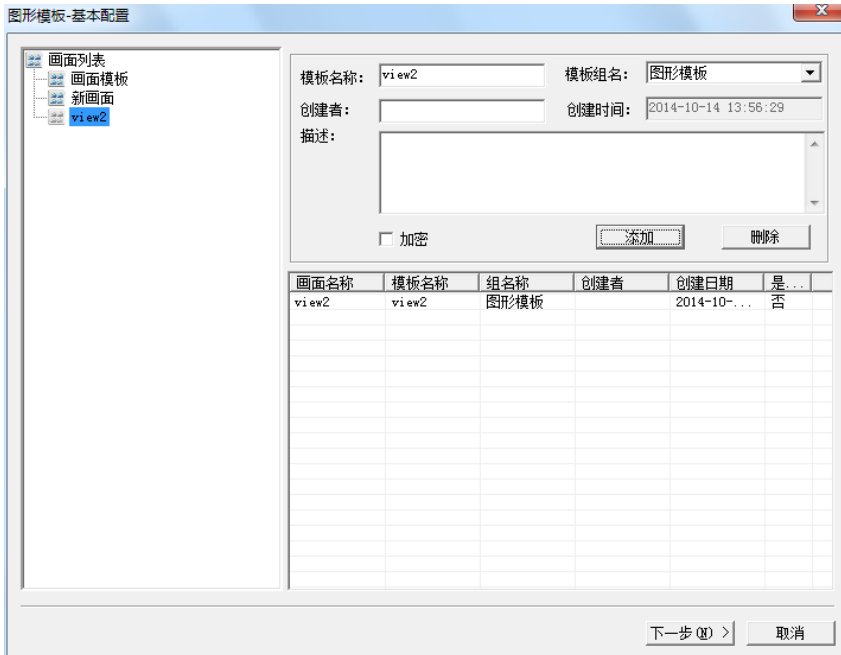 图形模板-基本配置
画面列表
画面模板
新画面
view2
模板名称： view2 模板组名： 图形模板
创建者： 创建时间： 2014-10-14 13:56:29
描述：
加密 添加 删除
画面名称 模板名称 组名称 创建者 创建日期 是...
view2 view2 图形模板 2014-10-... 否
下一步(N) > 取消